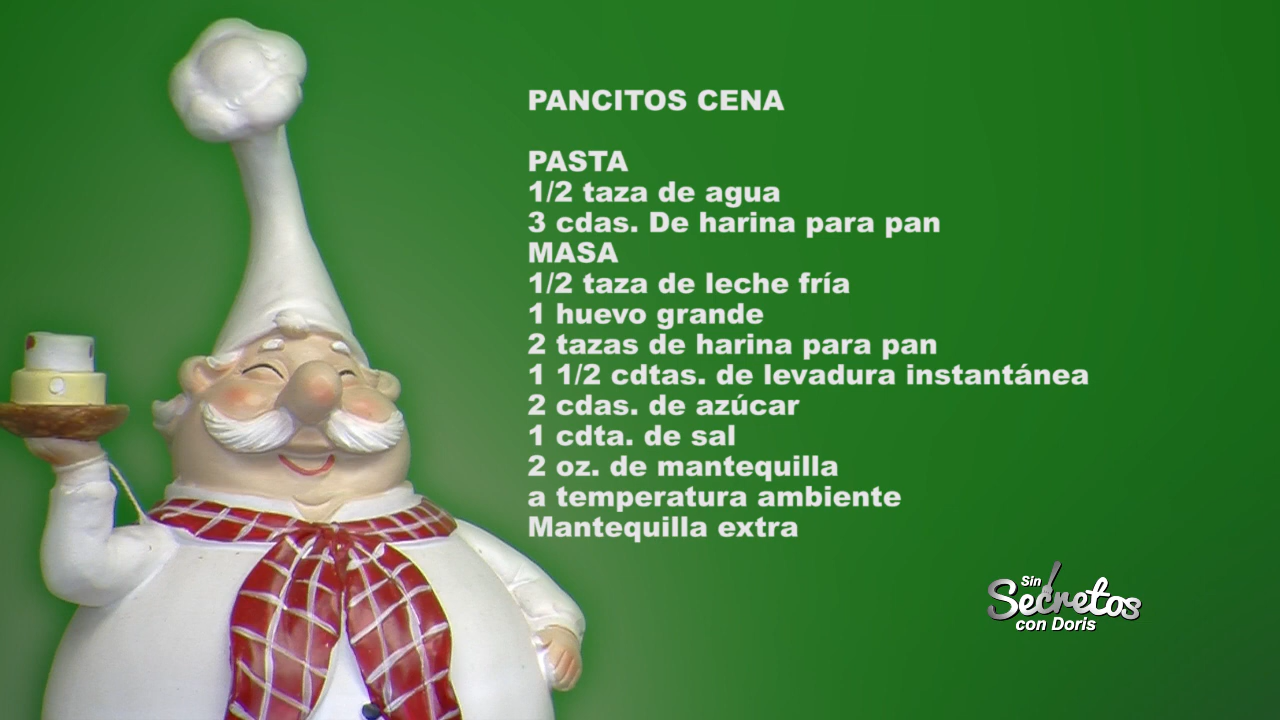 PANCITOS CENA
PASTA
1/2 taza de agua
3 cdas. De harina para pan
MASA
1/2 taza de leche fría
1 huevo grande
2 tazas de harina para pan
1 1/2 cdtas. de levadura instantánea
2 cdas. de azúcar
1 cdta. de sal
2 oz. de mantequilla
a temperatura ambiente
Mantequilla extra
Sin
Secretos
con Doris